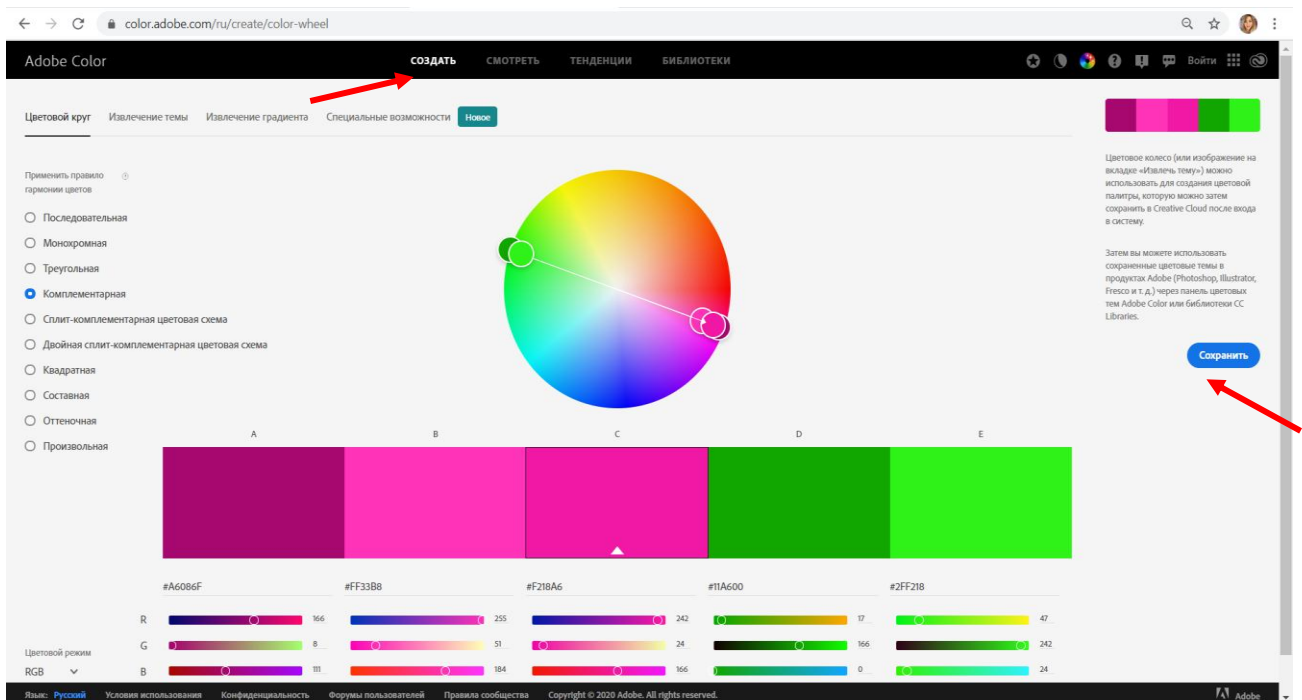 color.adobe.com/ru/create/color-wheel
Adobe Color СОЗДАТЬ СМОТРЕТЬ ТЕНДЕНЦИИ БИБЛИОТЕКИ Войти
Цветовой круг Извлечение темы Извлечение градиента Специальные возможности Новое
Применить правило
гармонии цветов
Последовательная
Монохромная
Треугольная
Комплементарная
Сплит-комплементарная цветовая схема
Двойная сплит-комплементарная цветовая схема
Квадратная
Составная
Оттеночная
Произвольная
Цветовое колесо (или изображение на
вкладке «Извлечь тему») можно
использовать для создания цветовой
палитры, которую можно затем
сохранить в Creative Cloud после входа
в систему.
Затем вы можете использовать
сохраненные цветовые темы в
продуктах Adobe (Photoshop, Illustrator,
Fresco и т. д.) через панель цветовых
тем Adobe Color или библиотеки CC
Libraries.
Сохранить
A B C D E
#A6086F #FF33B8 #F218A6 #11A600 #2FF218
R 166 255 242 17 47
G 8 51 24 166 242
Цветовой режим
RGB B 111 184 166 0 24
Язык: Русский Условия использования Конфиденциальность Форумы пользователей Правила сообщества Copyright © 2020 Adobe. All rights reserved. Adobe